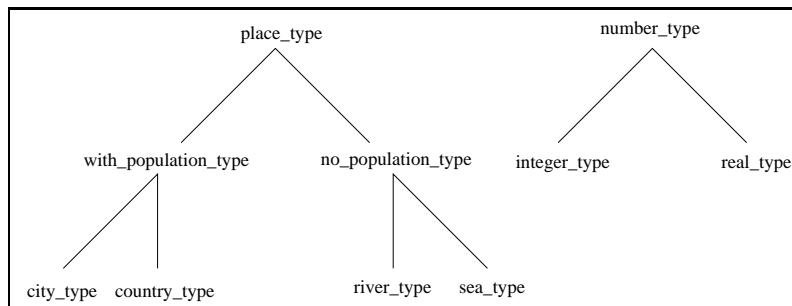 place_type number_type
with_population_type no_population_type integer_type real_type
city_type country_type river_type sea_type